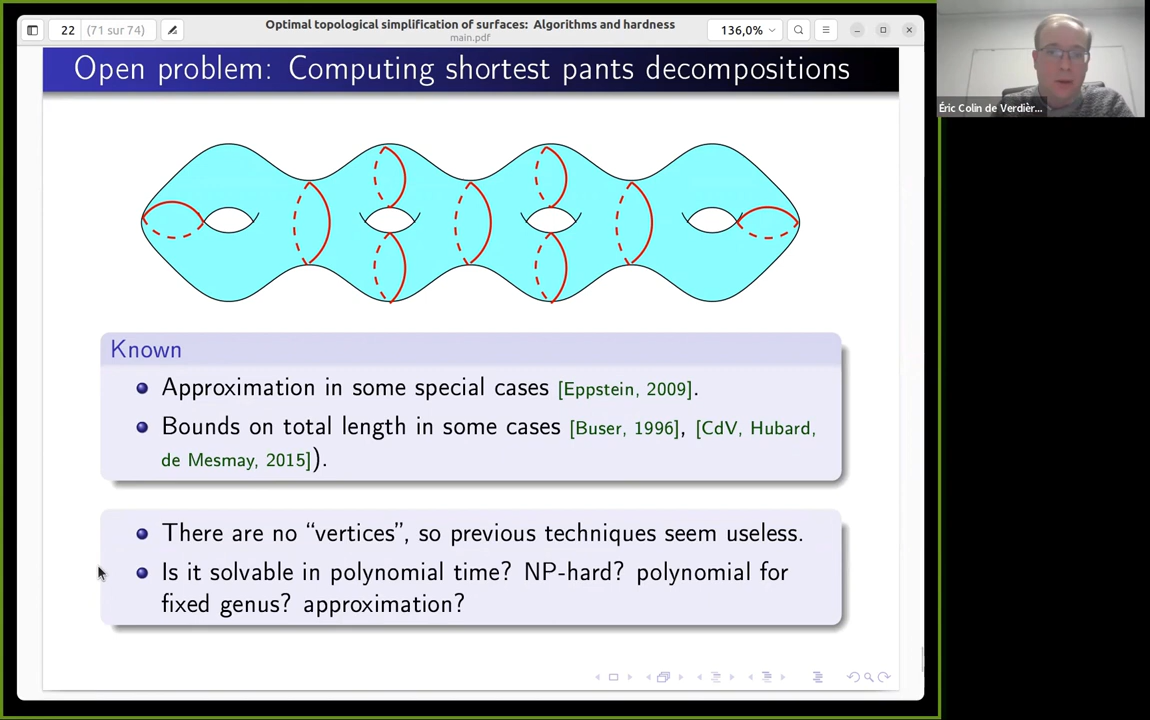 22
(71 sur 74)
Optimal topological simplification of surfaces: Algorithms and hardness
main.pdf
136,0%
Open problem: Computing shortest pants decompositions
Éric Colin de Verdièr...
Known
Approximation in some special cases [Eppstein, 2009].
Bounds on total length in some cases [Buser, 1996], [CdV, Hubard,
de Mesmay, 2015]).
There are no “vertices”, so previous techniques seem useless.
Is it solvable in polynomial time? NP-hard? polynomial for
fixed genus? approximation?